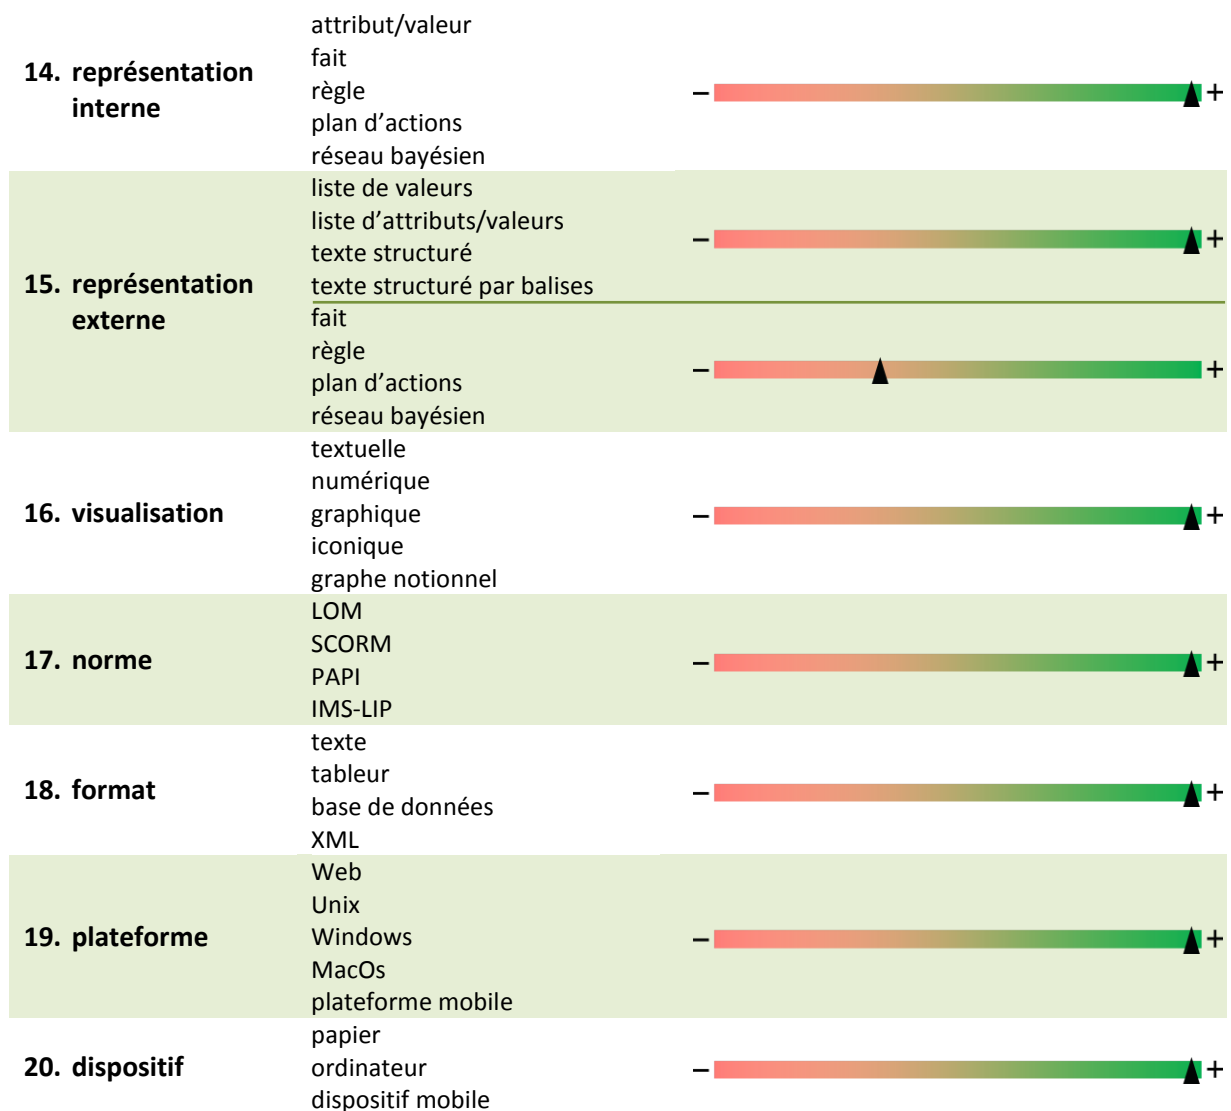 attribut/valeur
fait
14. représentation
interne
règle
– +
plan d’actions
réseau bayésien
liste de valeurs
liste d’attributs/valeurs
– +
texte structuré
15. représentation
externe
texte structuré par balises
fait
règle
– +
plan d’actions
réseau bayésien
textuelle
numérique
16. visualisation
graphique
– +
iconique
graphe notionnel
LOM
SCORM
17. norme
– +
PAPI
IMS-LIP
texte
tableur
18. format
– +
base de données
XML
Web
Unix
19. plateforme
Windows
– +
MacOs
plateforme mobile
papier
20. dispositif
ordinateur
– +
dispositif mobile